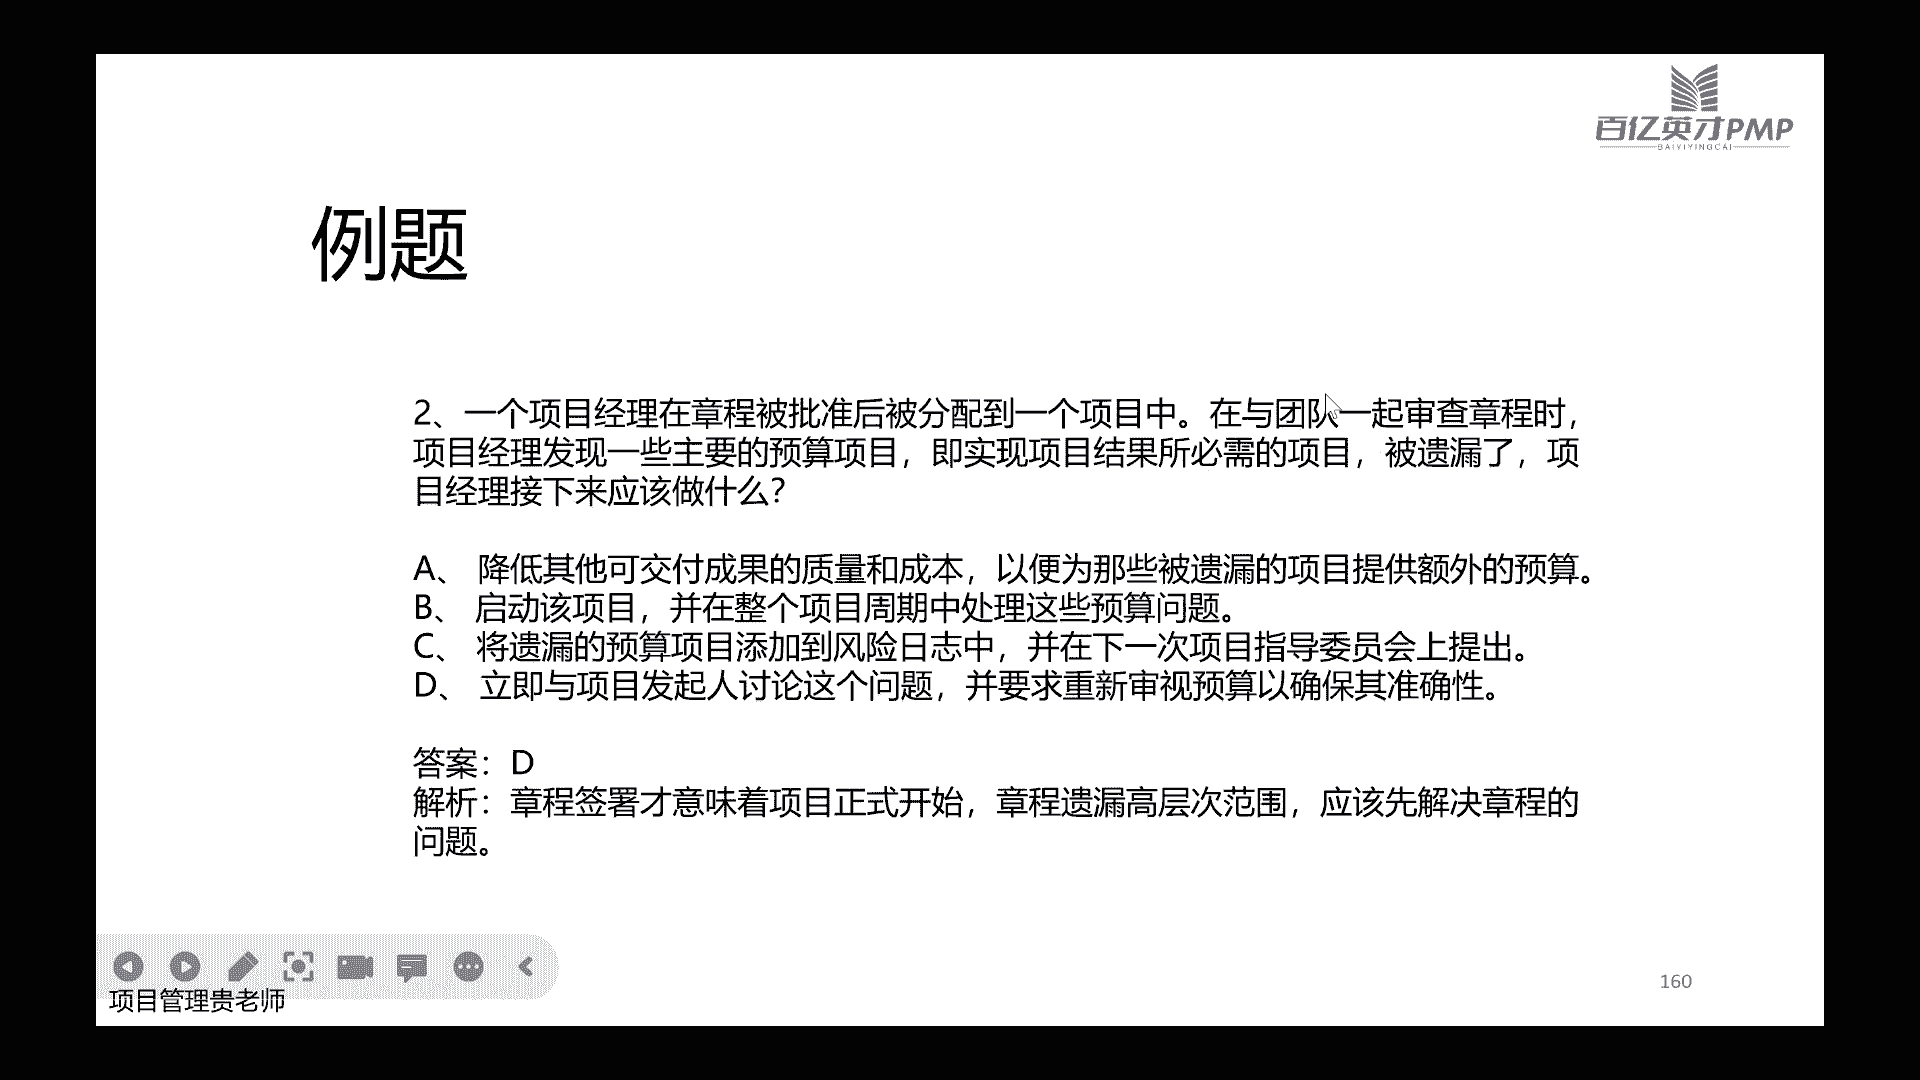 百亿英才PMP
BAIYIYINGCAI
例题
2、一个项目经理在章程被批准后被分配到一个项目中。在与团队一起审查章程时，
项目经理发现一些主要的预算项目，即实现项目结果所必需的项目，被遗漏了，项
目经理接下来应该做什么？
A、 降低其他可交付成果的质量和成本，以便为那些被遗漏的项目提供额外的预算。
B、 启动该项目，并在整个项目周期中处理这些预算问题。
C、 将遗漏的预算项目添加到风险日志中，并在下一次项目指导委员会上提出。
D、 立即与项目发起人讨论这个问题，并要求重新审视预算以确保其准确性。
答案：D
解析：章程签署才意味着项目正式开始，章程遗漏高层次范围，应该先解决章程的
问题。
项目管理贵老师
160